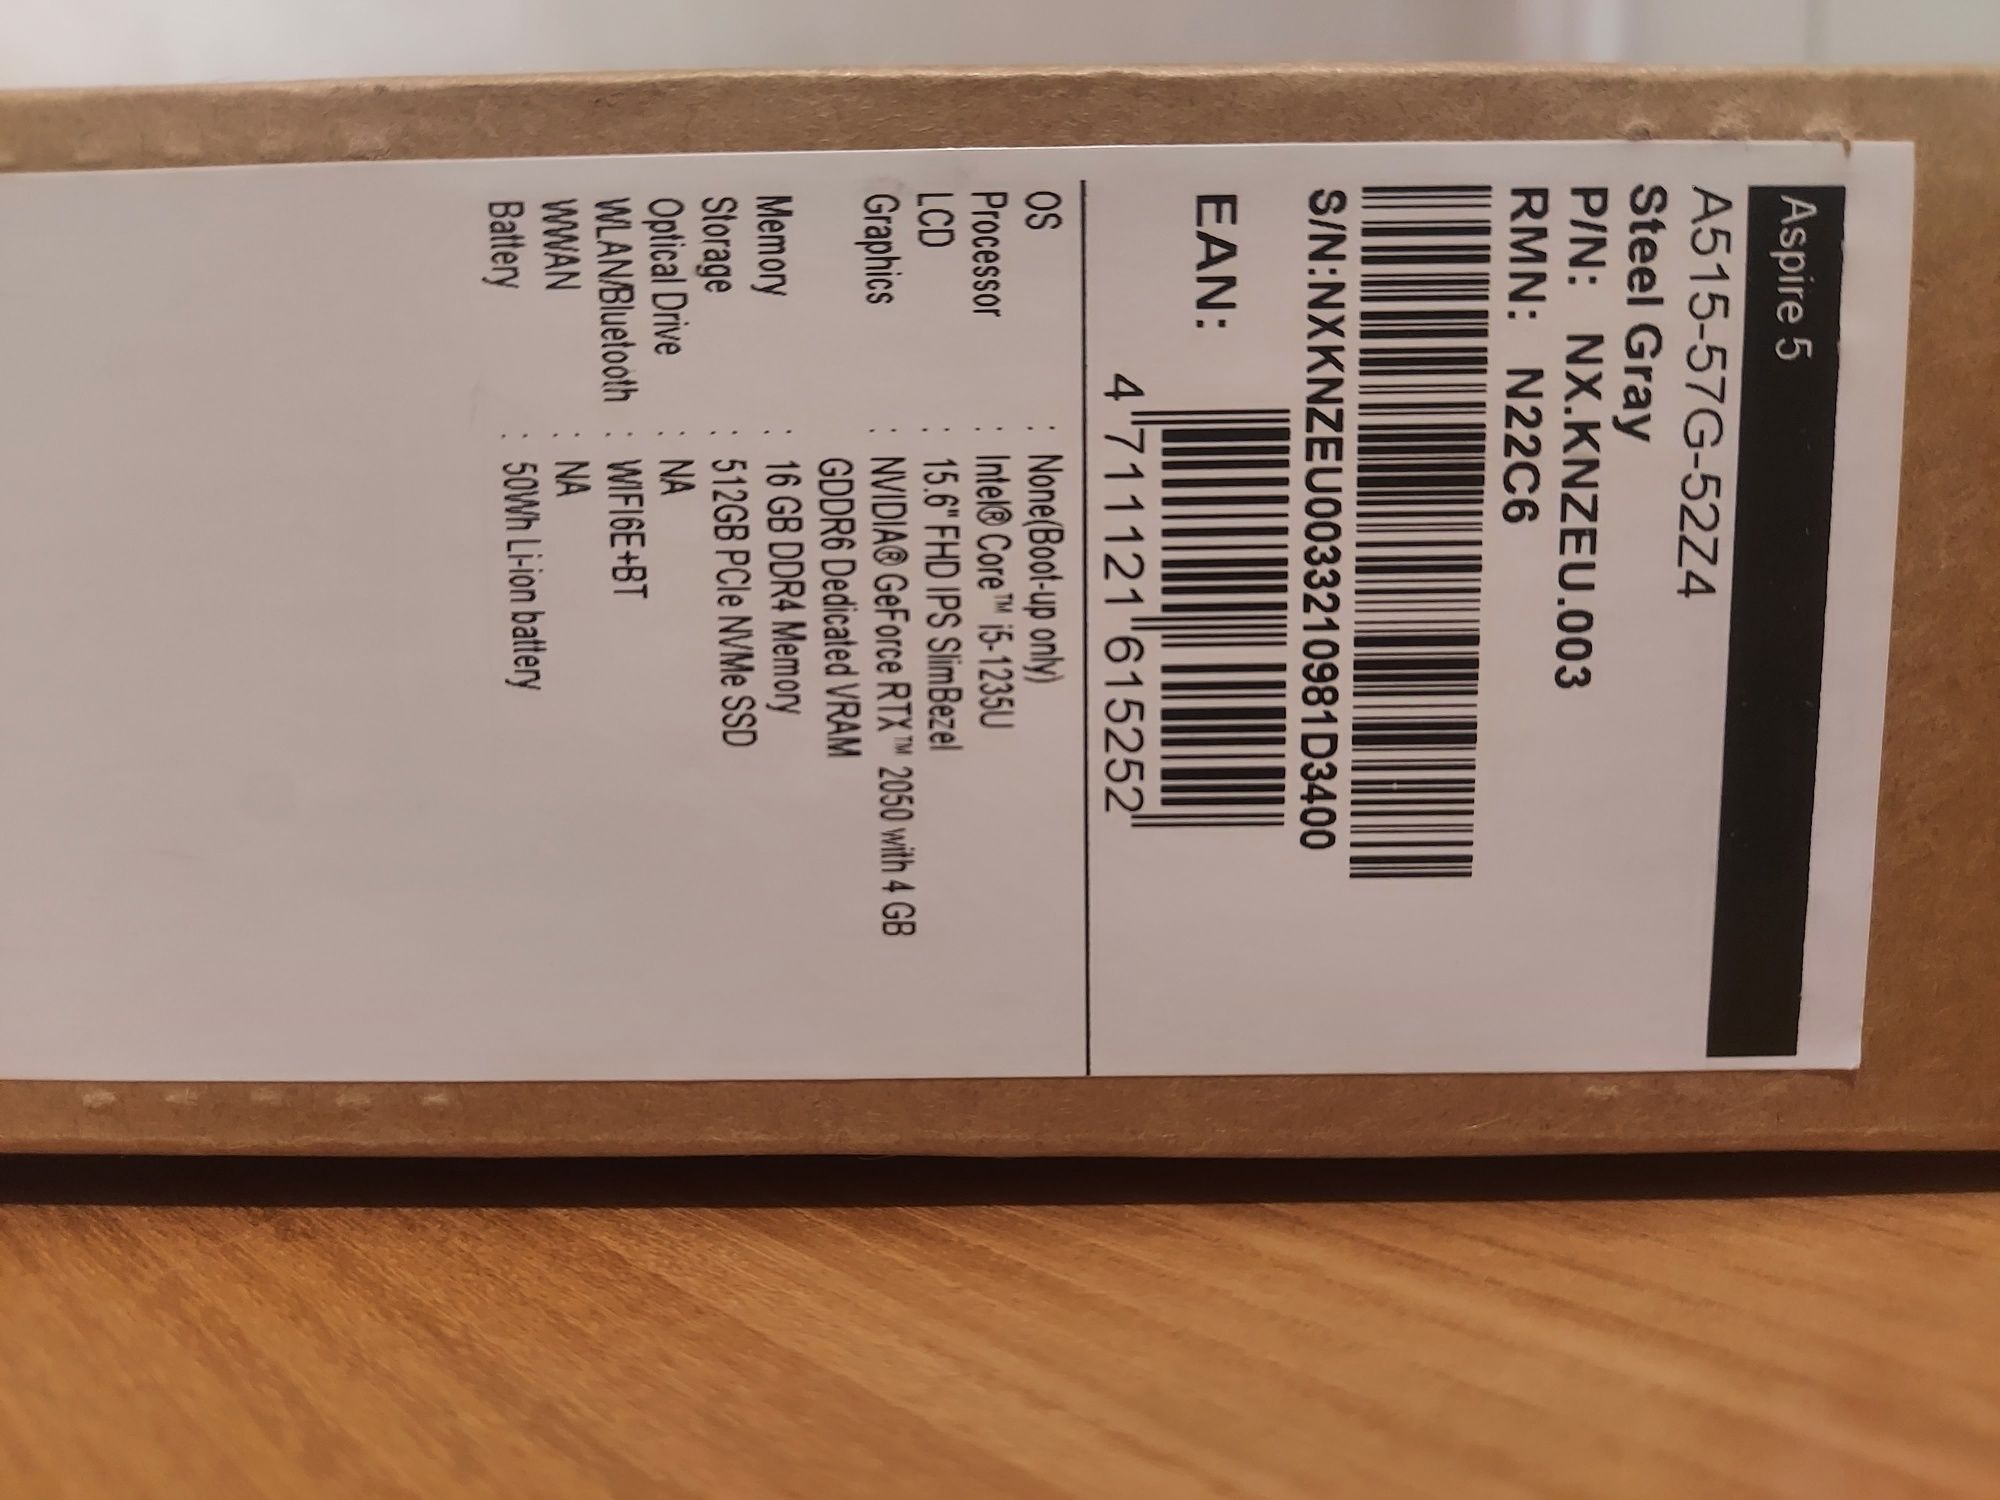 Aspire 5
A515-57G-52Z4
Steel Gray
P/N: NX.KNZEU.003
RMN: N22C6
S/N:NXKNZEU0033210981D3400
EAN:
4 711121 615252
OS : None(Boot-up only)
Processor : Intel® Core™ i5-1235U
LCD : 15.6" FHD IPS SlimBezel
Graphics : NVIDIA® GeForce RTX™ 2050 with 4 GB
GDDR6 Dedicated VRAM
Memory : 16 GB DDR4 Memory
Storage : 512GB PCIe NVMe SSD
Optical Drive : NA
WLAN/Bluetooth : WIFI6E+BT
WWAN : NA
Battery : 50Wh Li-ion battery